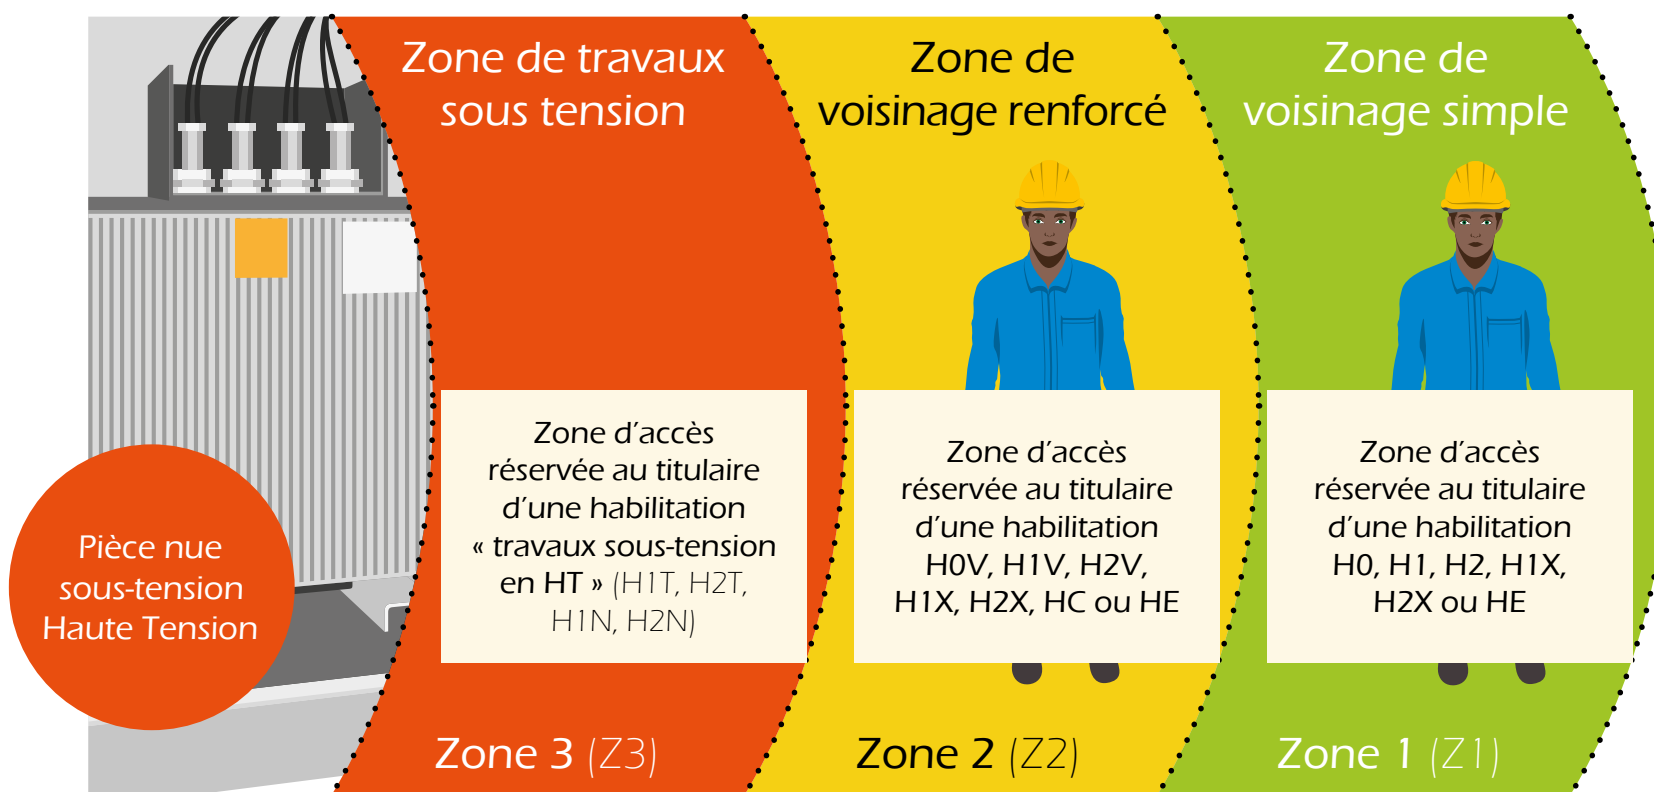 Zone de travaux
sous tension
Zone de
voisinage renforcé
Zone de
voisinage simple
Pièce nue
sous-tension
Haute Tension
Zone d’accès
réservée au titulaire
d’une habilitation
« travaux sous-tension
en HT » (H1T, H2T,
H1N, H2N)
Zone d’accès
réservée au titulaire
d’une habilitation
H0V, H1V, H2V,
H1X, H2X, HC ou HE
Zone d’accès
réservée au titulaire
d’une habilitation
H0, H1, H2, H1X,
H2X ou HE
Zone 3 (Z3)
Zone 2 (Z2)
Zone 1 (Z1)